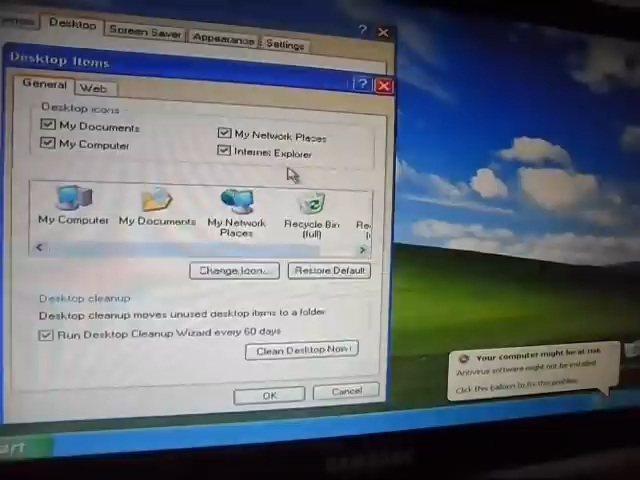 Desktop
Screen Saver
Appearance
Settings
Desktop Items
General
Web
Desktop icons
My Documents
My Network Places
My Computer
Internet Explorer
My Computer
My Documents
My Network
Places
Recycle Bin
(full)
Change Icon...
Restore Default
Desktop cleanup
Desktop cleanup moves unused desktop items to a folder.
Run Desktop Cleanup Wizard every 60 days
Clean Desktop Now!
OK
Cancel
Your computer might be at risk
Antivirus software might not be installed
Click this balloon to fix this problem.
SAMSUNG